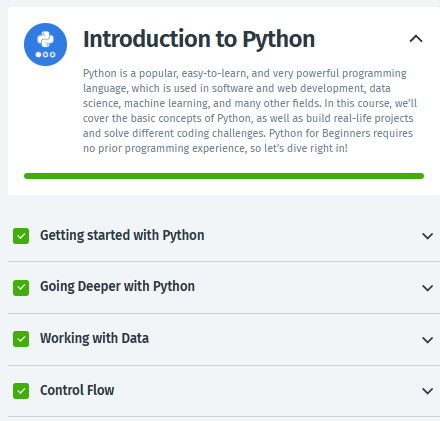 Introduction to Python
Python is a popular, easy-to-learn, and very powerful programming
language, which is used in software and web development, data
science, machine learning, and many other fields. In this course, we'll
cover the basic concepts of Python, as well as build real-life projects
and solve different coding challenges. Python for Beginners requires
no prior programming experience, so let's dive right in!
Getting started with Python
Going Deeper with Python
Working with Data
Control Flow